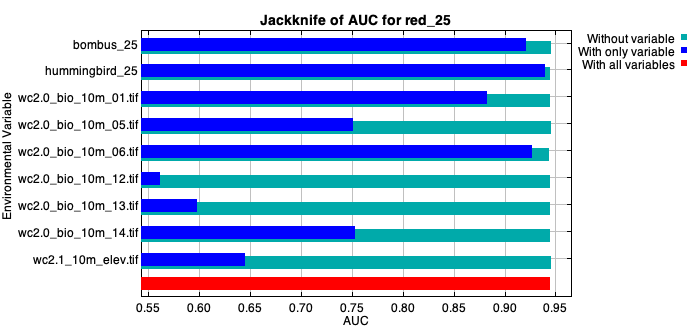 Jackknife of AUC for red_25
Without variable
With only variable
With all variables
Environmental Variable
bombus_25
hummingbird_25
wc2.0_bio_10m_01.tif
wc2.0_bio_10m_05.tif
wc2.0_bio_10m_06.tif
wc2.0_bio_10m_12.tif
wc2.0_bio_10m_13.tif
wc2.0_bio_10m_14.tif
wc2.1_10m_elev.tif
0.55 0.60 0.65 0.70 0.75 0.80 0.85 0.90 0.95
AUC